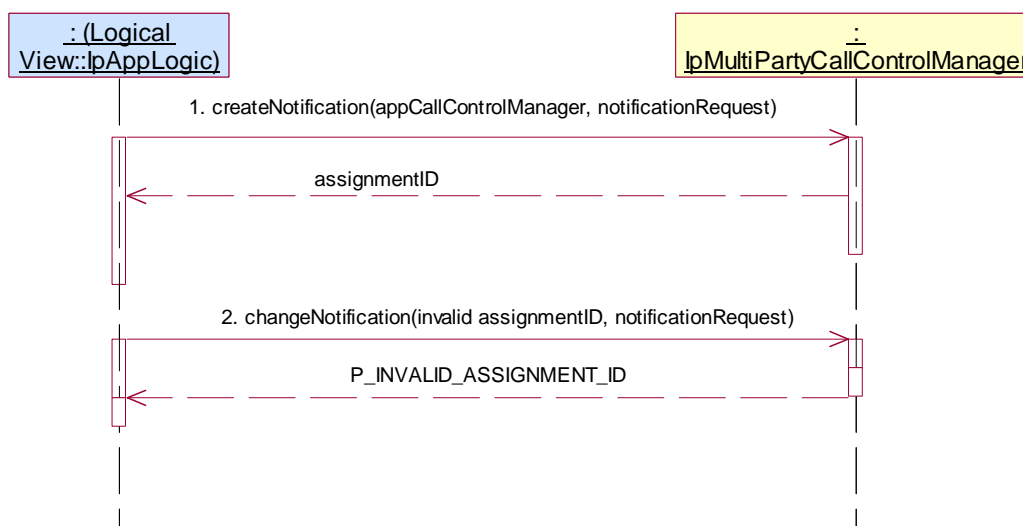 : (Logical
View::IpAppLogic)
:
IpMultiPartyCallControlManager
1. createNotification(appCallControlManager, notificationRequest)
assignmentID
2. changeNotification(invalid assignmentID, notificationRequest)
P_INVALID_ASSIGNMENT_ID